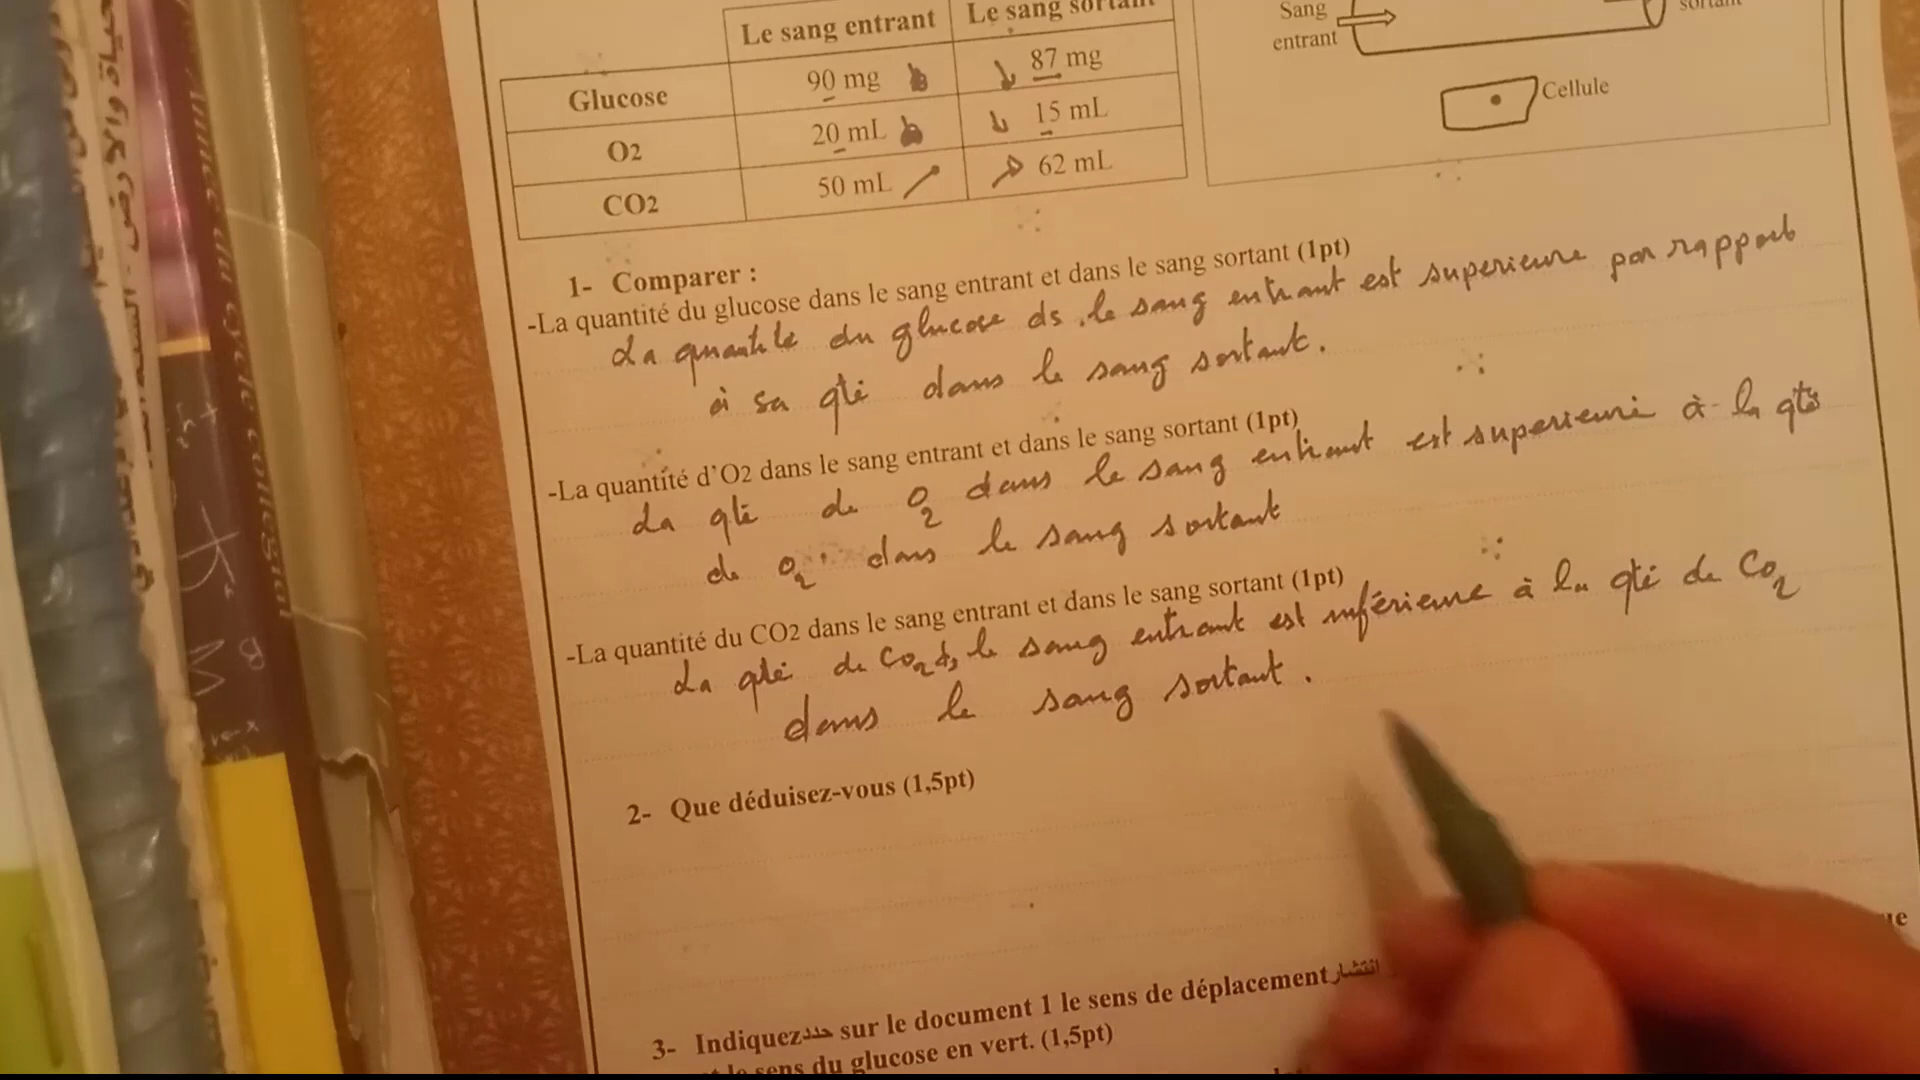 Le sang entrant Le sang sortant
Glucose 90 mg 87 mg
O2 20 mL 15 mL
CO2 50 mL 62 mL
Sang
entrant
sortant
Cellule
1- Comparer :
-La quantité du glucose dans le sang entrant et dans le sang sortant (1pt)
La quantité du glucose ds le sang entrant est superieure par rapport
à sa qté dans le sang sortant.
-La quantité d'O2 dans le sang entrant et dans le sang sortant (1pt)
La qté de O2 dans le sang entrant est superieure à la qté
de O2 dans le sang sortant
-La quantité du CO2 dans le sang entrant et dans le sang sortant (1pt)
La qté de CO2 ds le sang entrant est inférieure à la qté de CO2
dans le sang sortant.
2- Que déduisez-vous (1,5pt)
3- Indiquez حدد sur le document 1 le sens de déplacement انتشار
le sens du glucose en vert. (1,5pt)